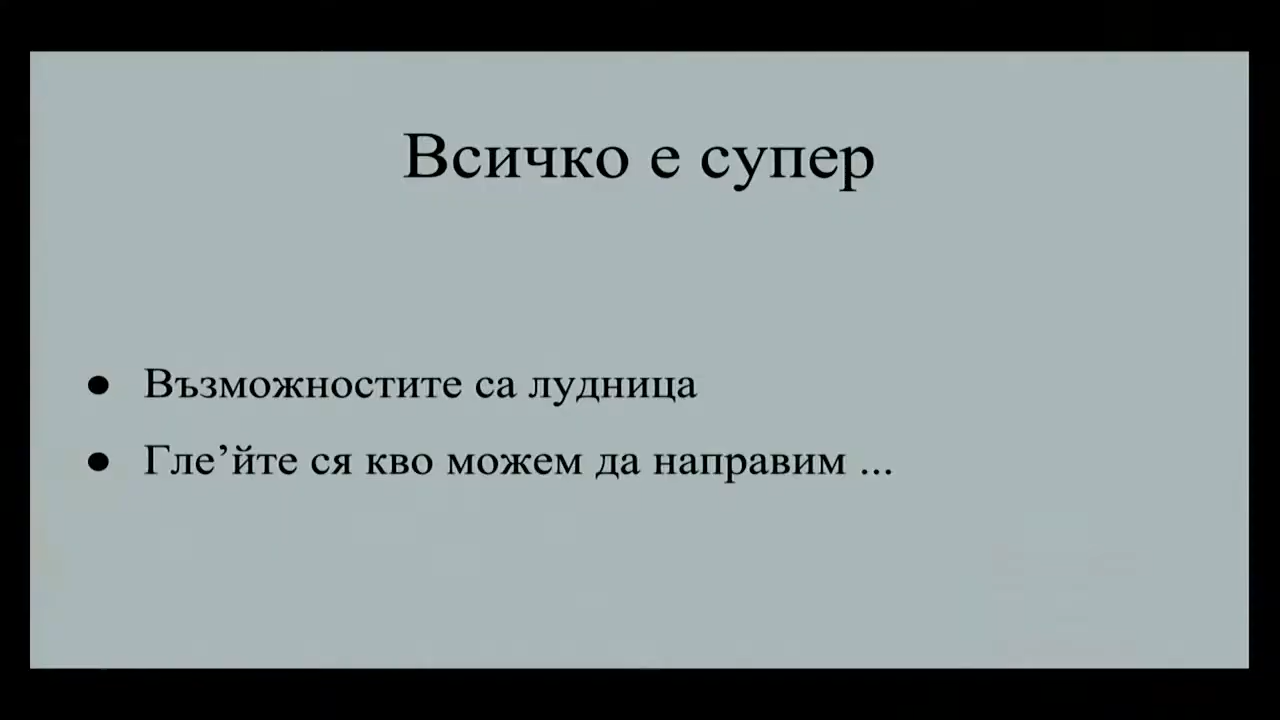 Всичко е супер
● Възможностите са лудница
● Гле’йте ся кво можем да направим ...